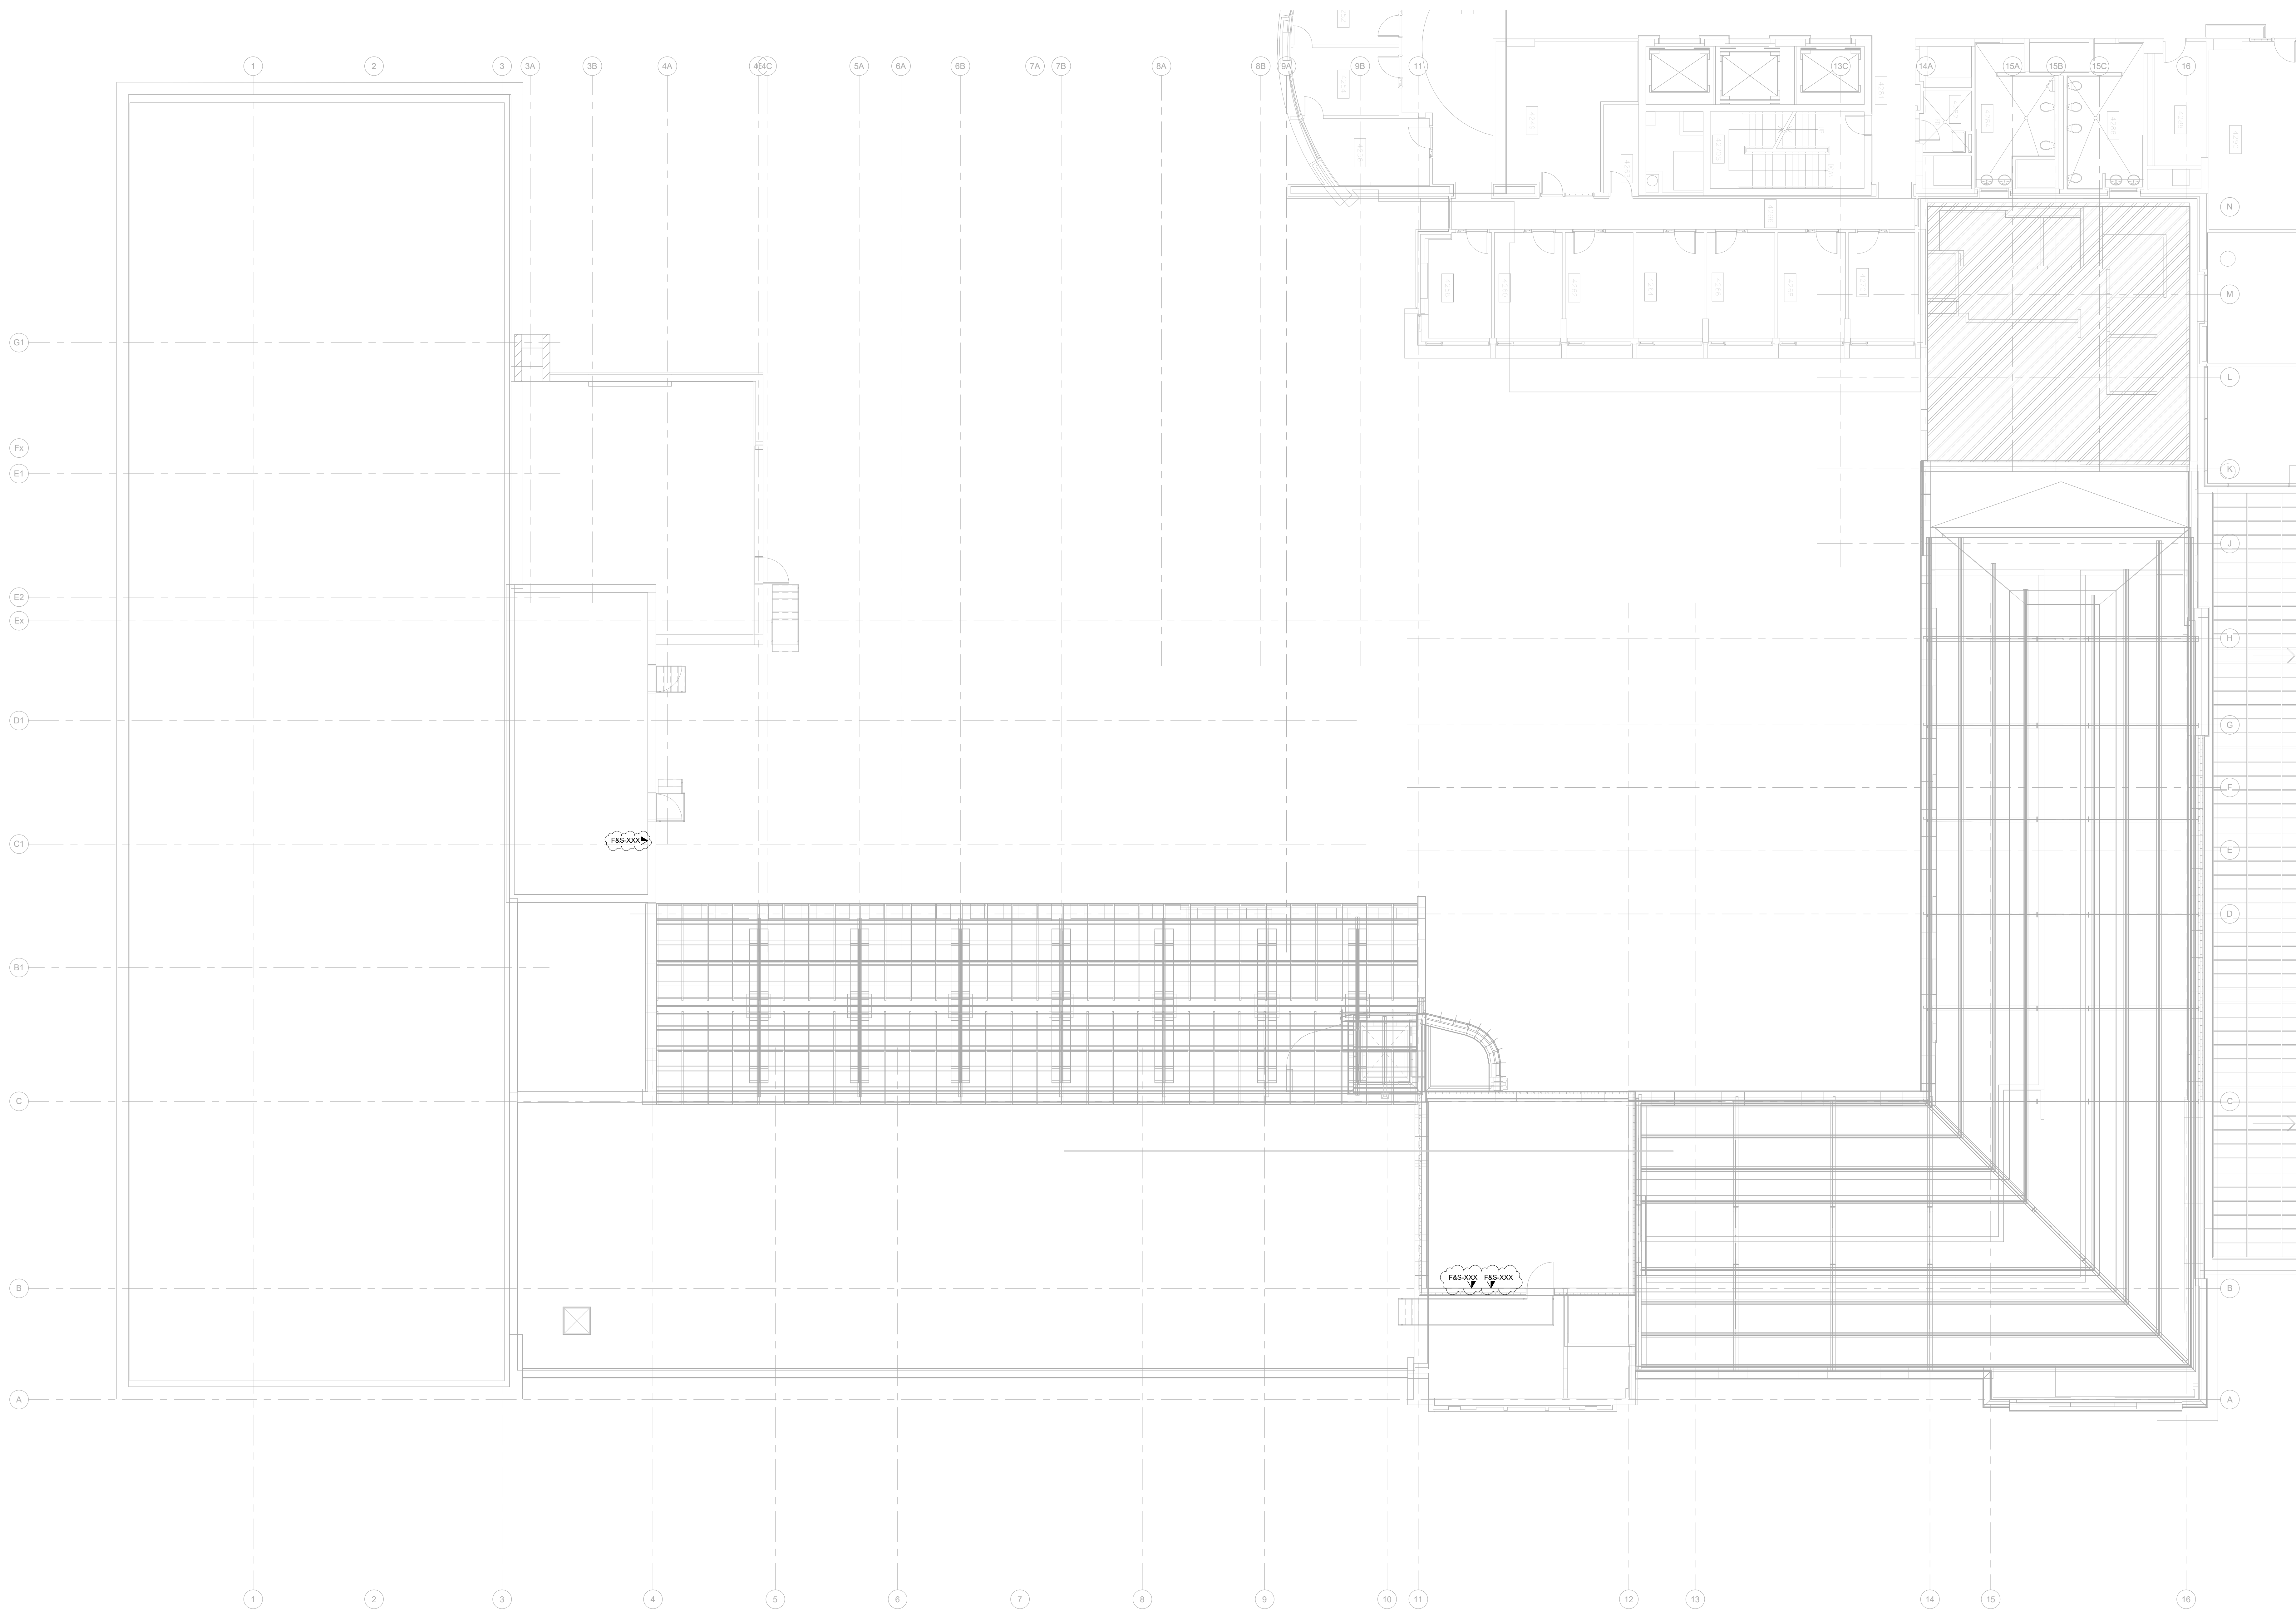 1 2 3 3A 3B 4A 4C 5A 6A 6B 7A 7B 8A 8B 9A 9B 11 13C 14A 15A 15B 15C 16
N
M
G1
L
Fx
K
E1
J
E2
Ex
H
D1
G
F
F&S-XXX
C1
E
D
B1
C
C
F&S-XXX F&S-XXX
B
B
A
A
1 2 3 4 5 6 7 8 9 10 11 12 13 14 15 16